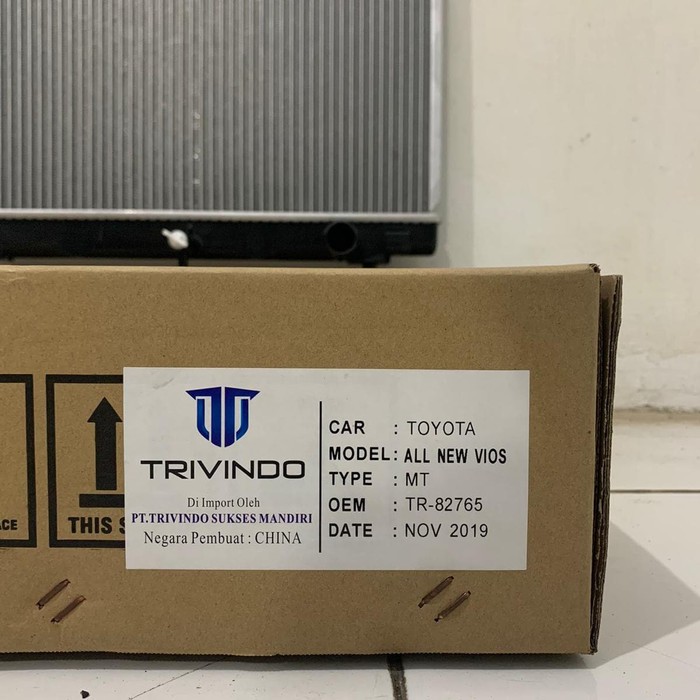 TRIVINDO
Di Import Oleh
PT.TRIVINDO SUKSES MANDIRI
Negara Pembuat : CHINA
CAR : TOYOTA
MODEL : ALL NEW VIOS
TYPE : MT
OEM : TR-82765
DATE : NOV 2019
ACE
THIS S